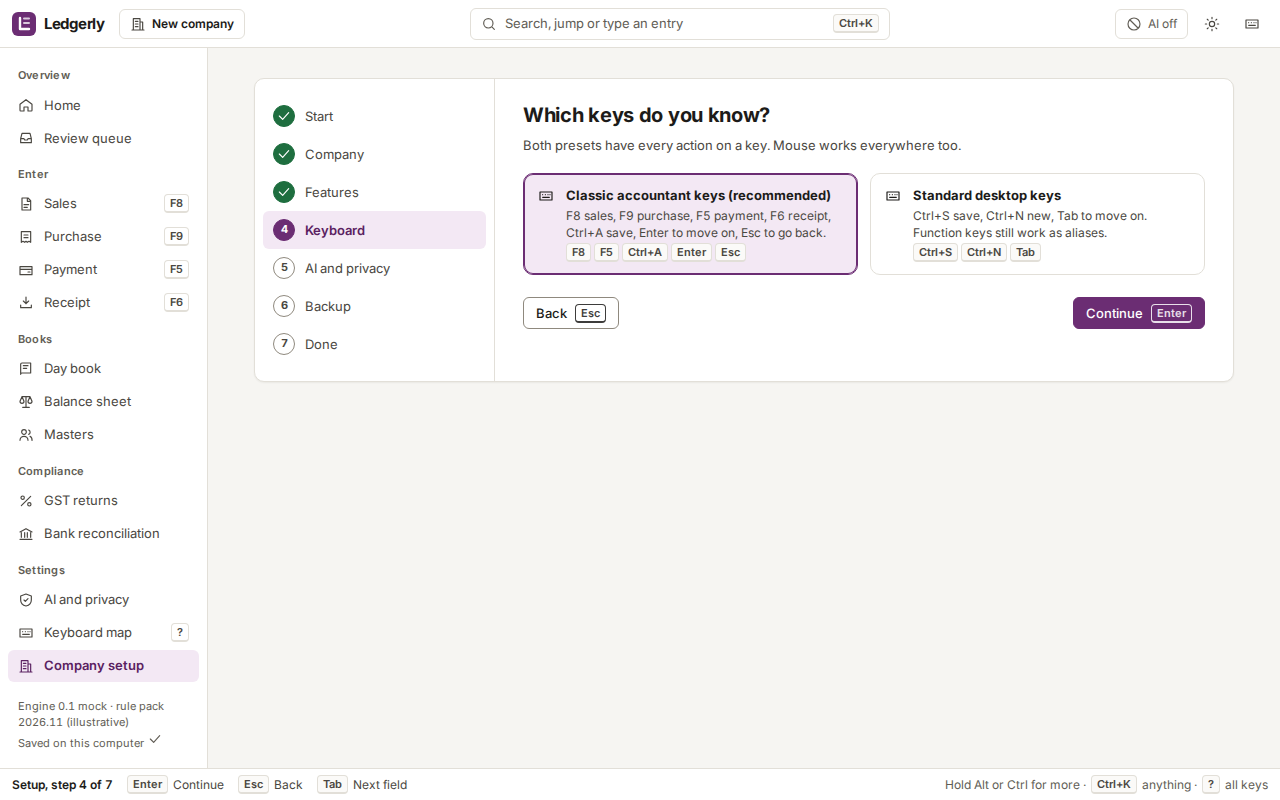 Ledgerly
New company
Search, jump or type an entry
Ctrl+K
AI off
Overview
Home
Review queue
Enter
Sales F8
Purchase F9
Payment F5
Receipt F6
Books
Day book
Balance sheet
Masters
Compliance
GST returns
Bank reconciliation
Settings
AI and privacy
Keyboard map ?
Company setup
Engine 0.1 mock · rule pack
2026.11 (illustrative)
Saved on this computer
Start
Company
Features
4 Keyboard
5 AI and privacy
6 Backup
7 Done
Which keys do you know?
Both presets have every action on a key. Mouse works everywhere too.
Classic accountant keys (recommended)
F8 sales, F9 purchase, F5 payment, F6 receipt,
Ctrl+A save, Enter to move on, Esc to go back.
F8 F5 Ctrl+A Enter Esc
Standard desktop keys
Ctrl+S save, Ctrl+N new, Tab to move on.
Function keys still work as aliases.
Ctrl+S Ctrl+N Tab
Back Esc
Continue Enter
Setup, step 4 of 7 Enter Continue Esc Back Tab Next field
Hold Alt or Ctrl for more · Ctrl+K anything · ? all keys